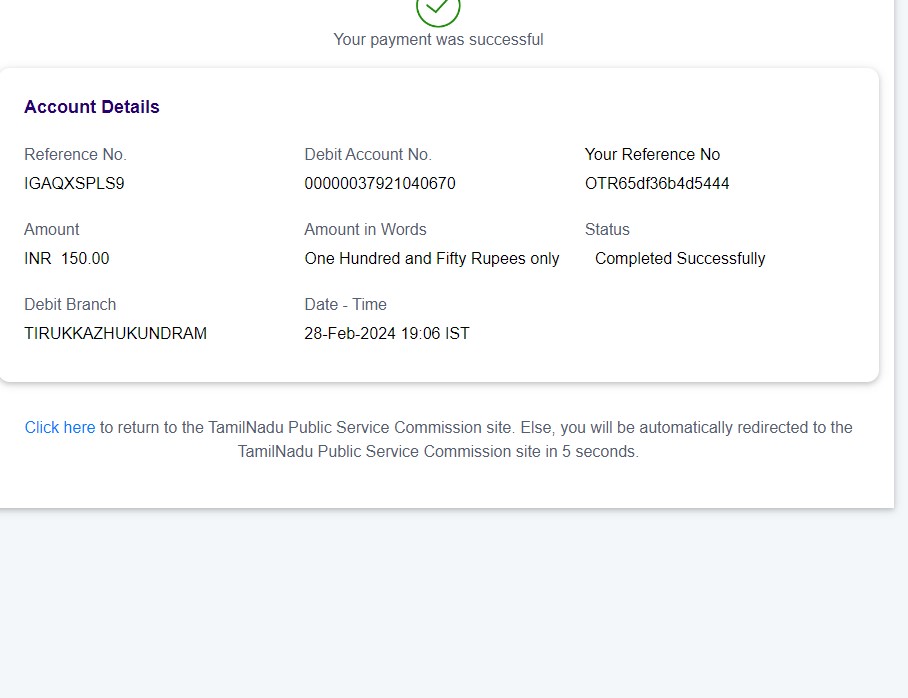 Your payment was successful
Account Details
Reference No. Debit Account No. Your Reference No
IGAQXSPLS9 00000037921040670 OTR65df36b4d5444
Amount Amount in Words Status
INR 150.00 One Hundred and Fifty Rupees only Completed Successfully
Debit Branch Date - Time
TIRUKKAZHUKUNDRAM 28-Feb-2024 19:06 IST
Click here to return to the TamilNadu Public Service Commission site. Else, you will be automatically redirected to the
TamilNadu Public Service Commission site in 5 seconds.